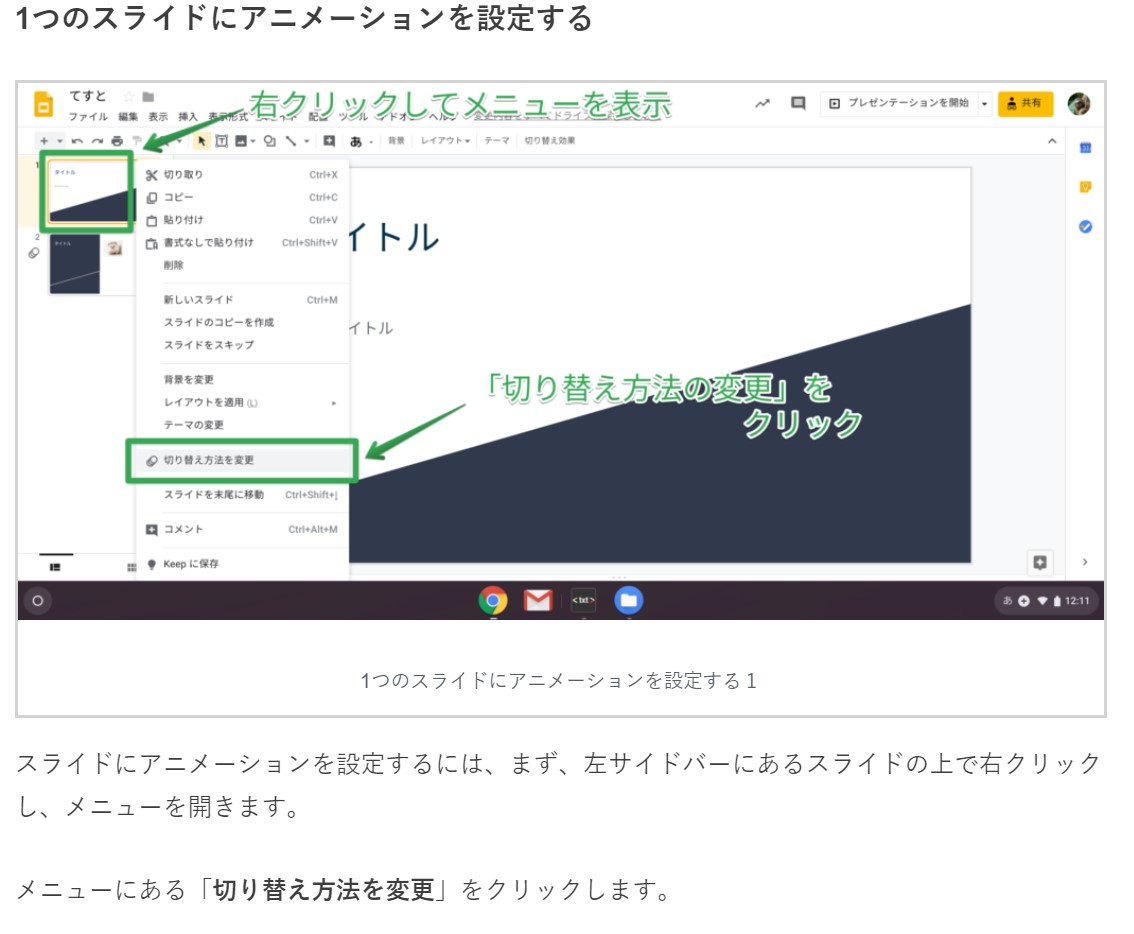 1つのスライドにアニメーションを設定する
てすと
右クリックしてメニューを表示
プレゼンテーションを開始
共有
ファイル 編集 表示 挿入 表示形式
背景 レイアウト テーマ 切り替え効果
1
タイトル
2
タイトル
切り取り Ctrl+X
コピー Ctrl+C
貼り付け Ctrl+V
書式なしで貼り付け Ctrl+Shift+V
削除
新しいスライド Ctrl+M
スライドのコピーを作成
スライドをスキップ
背景を変更
レイアウトを適用(L)
テーマの変更
切り替え方法を変更
スライドを末尾に移動 Ctrl+Shift+↓
コメント Ctrl+Alt+M
Keep に保存
イトル
イトル
「切り替え方法の変更」を
クリック
<txt>
あ 12:11
1つのスライドにアニメーションを設定する 1
スライドにアニメーションを設定するには、まず、左サイドバーにあるスライドの上で右クリック
し、メニューを開きます。
メニューにある「切り替え方法を変更」をクリックします。